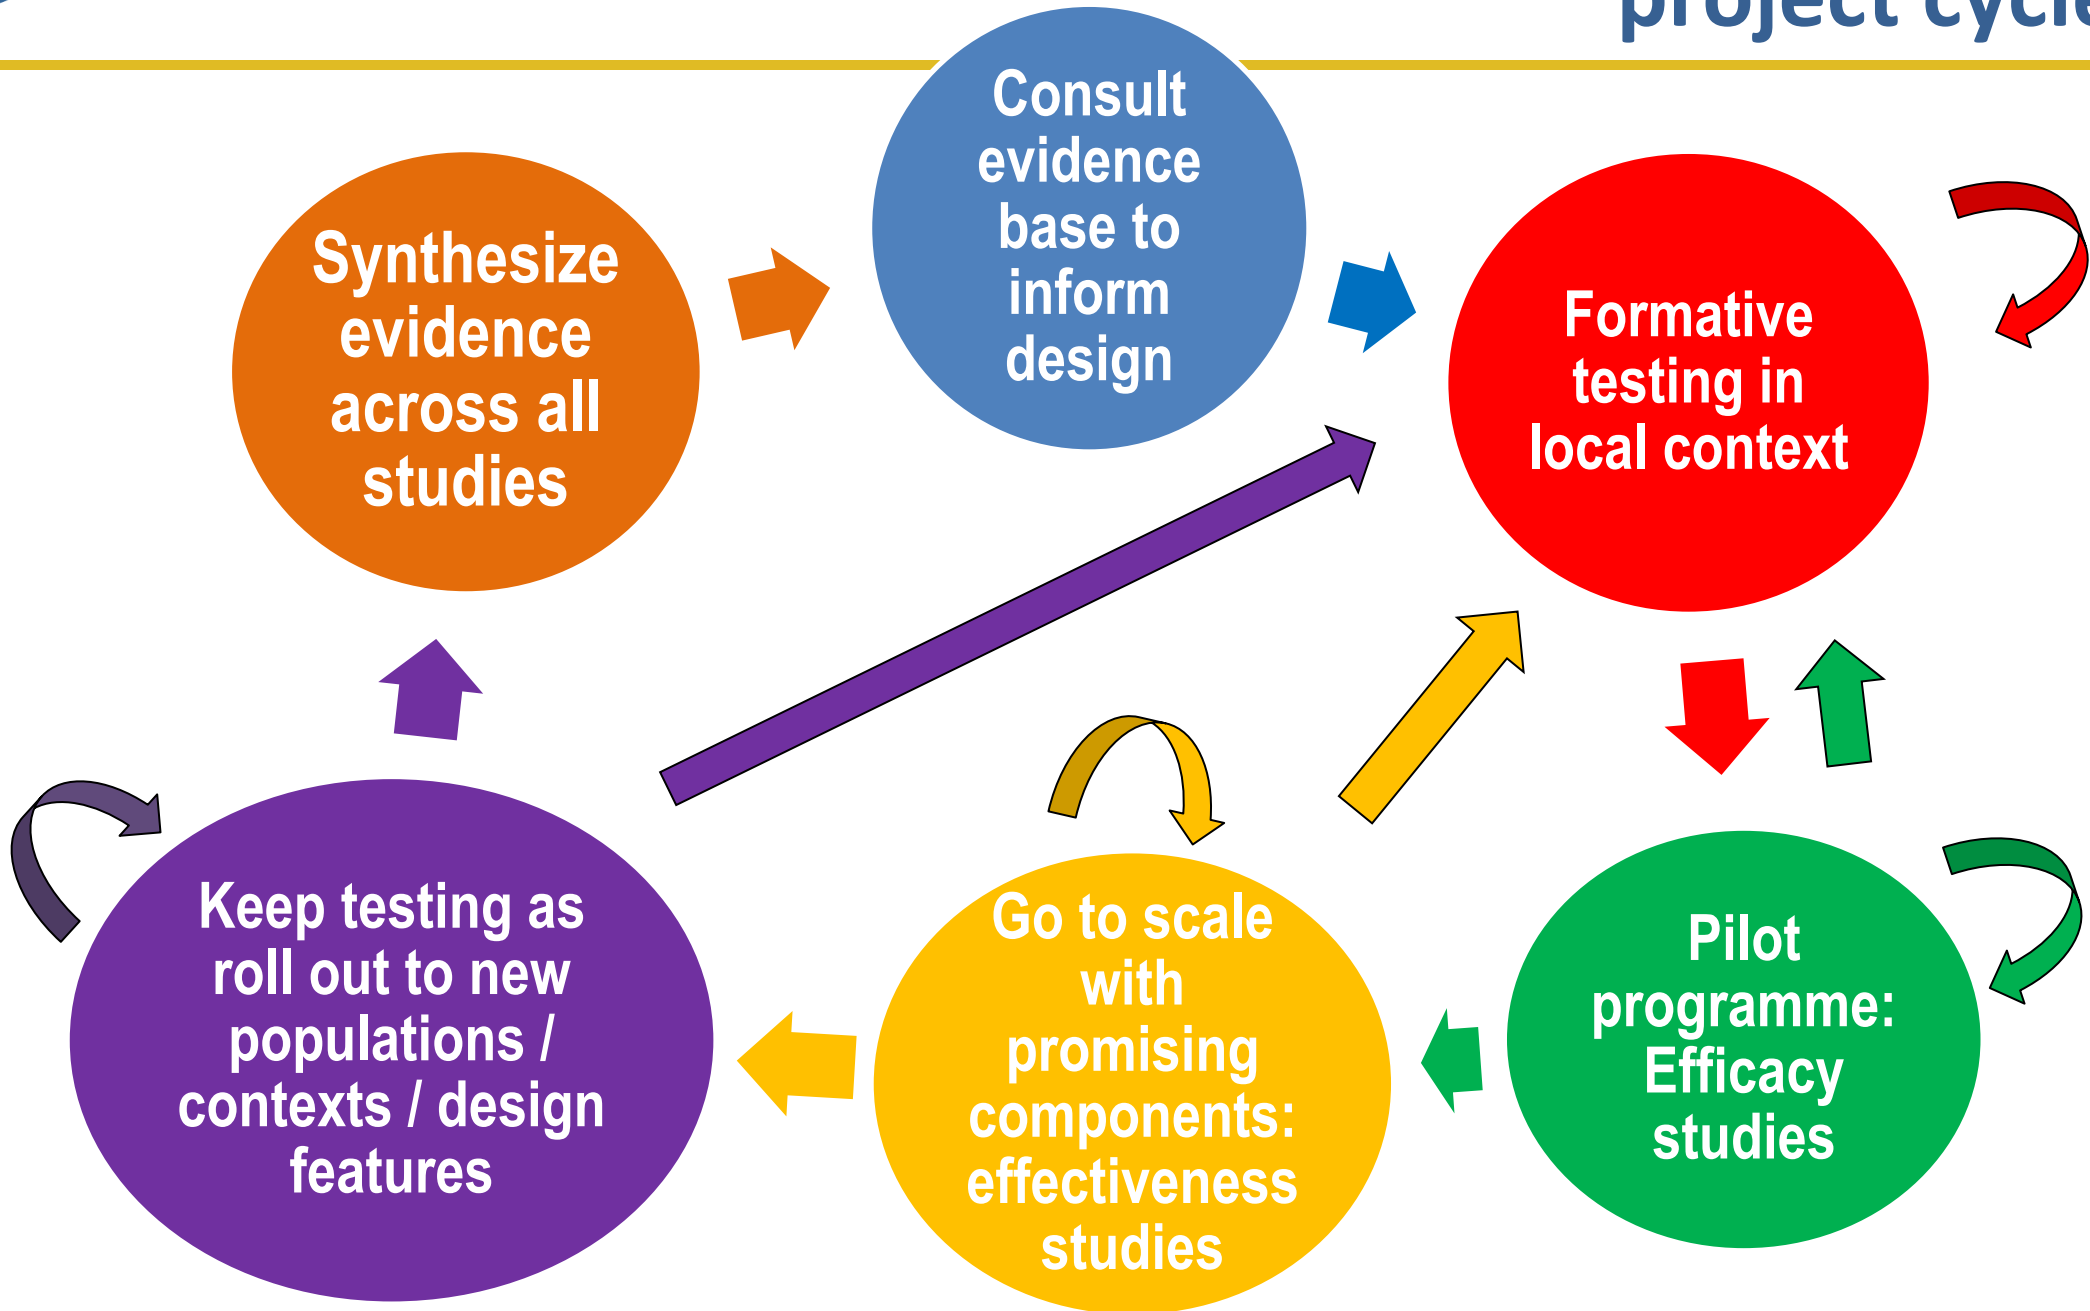 project cycle
Consult
evidence
base to
inform
design
Synthesize
evidence
across all
studies
Formative
testing in
local context
Keep testing as
roll out to new
populations /
contexts / design
features
Go to scale
with
promising
components:
effectiveness
studies
Pilot
programme:
Efficacy
studies